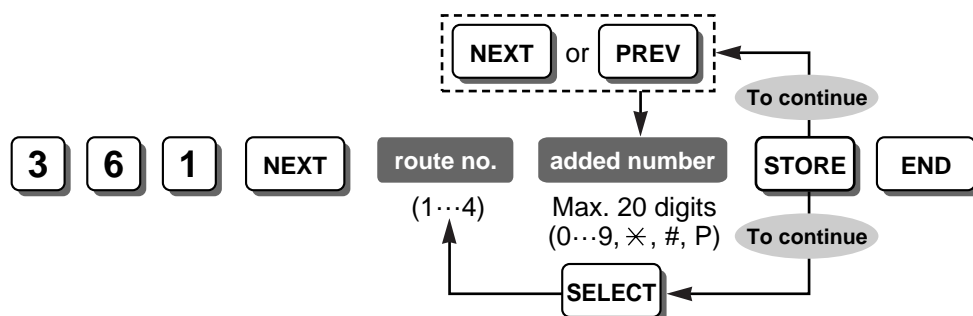 NEXT or PREV
To continue
3 6 1 NEXT route no. added number STORE END
(1···4) Max. 20 digits
(0···9, ✳, #, P)
To continue
SELECT